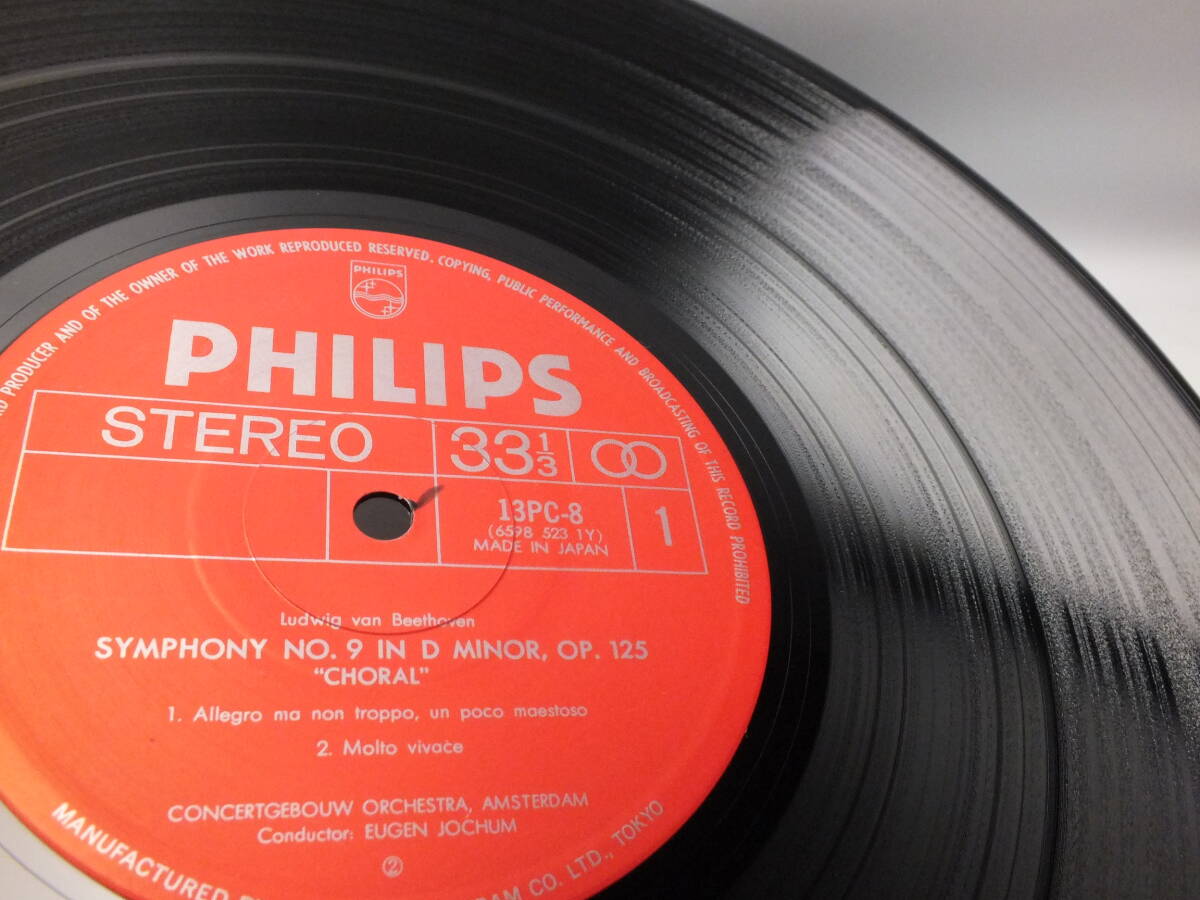 PRODUCER AND OF THE OWNER OF THE WORK REPRODUCED RESERVED. COPYING, PUBLIC PERFORMANCE AND BROADCASTING OF THIS RECORD PROHIBITED
PHILIPS
PHILIPS
STEREO
33 1/3
13PC-8
(6598 523 1Y)
MADE IN JAPAN
1
Ludwig van Beethoven
SYMPHONY NO. 9 IN D MINOR, OP. 125
"CHORAL"
1. Allegro ma non troppo, un poco maestoso
2. Molto vivace
CONCERTGEBOUW ORCHESTRA, AMSTERDAM
Conductor: EUGEN JOCHUM
②
MANUFACTURED CO. LTD., TOKYO